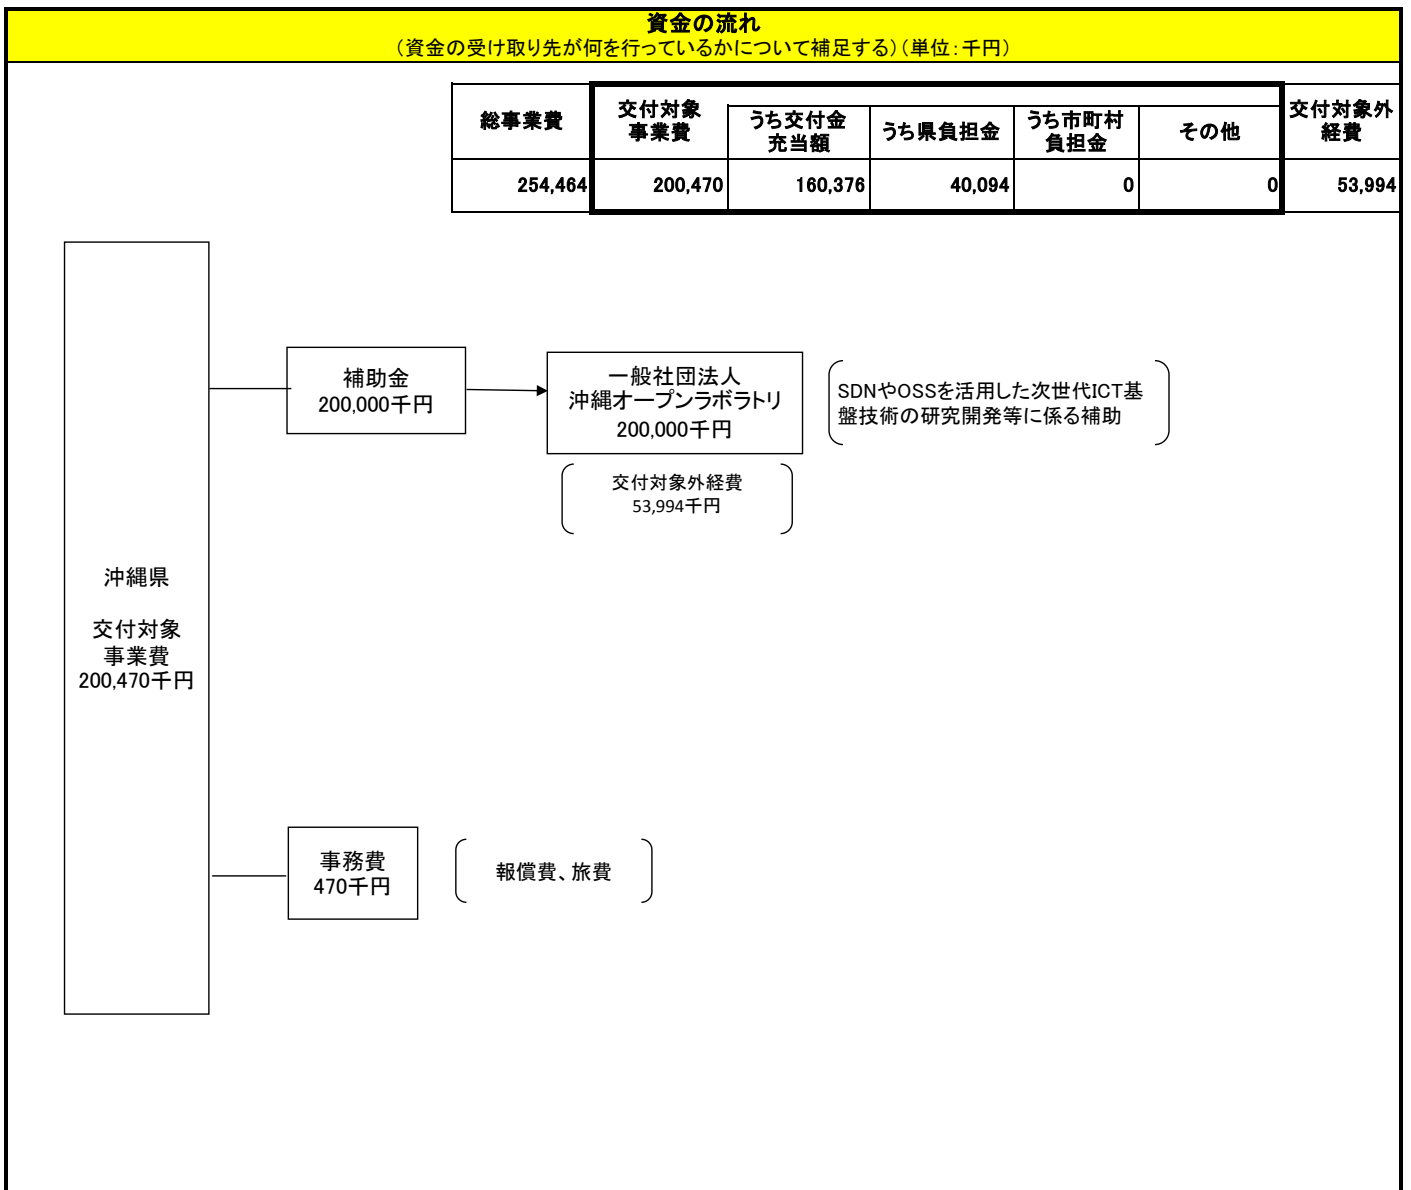 資金の流れ
（資金の受け取り先が何を行っているかについて補足する）（単位：千円）
総事業費
交付対象
事業費
うち交付金
充当額
うち県負担金
うち市町村
負担金
その他
交付対象外
経費
254,464
200,470
160,376
40,094
0
0
53,994
補助金
200,000千円
一般社団法人
沖縄オープンラボラトリ
200,000千円
SDNやOSSを活用した次世代ICT基
盤技術の研究開発等に係る補助
交付対象外経費
53,994千円
沖縄県
交付対象
事業費
200,470千円
事務費
470千円
報償費、旅費